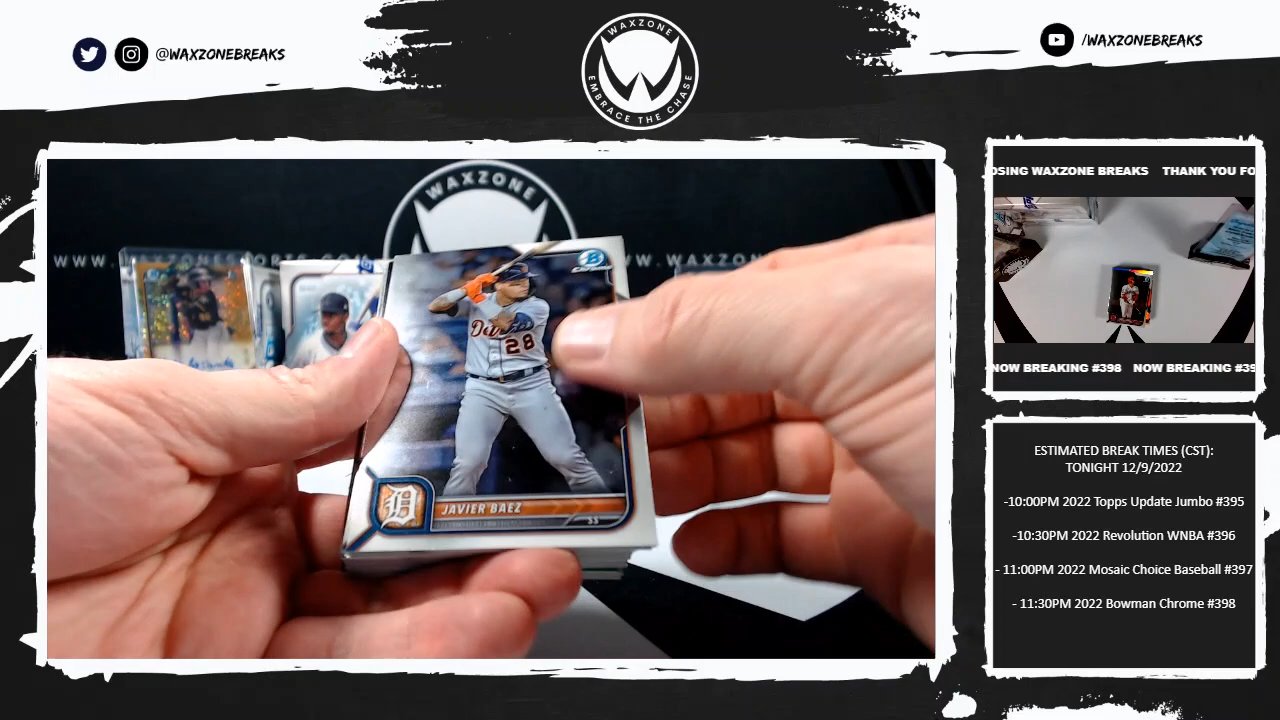 @WAXZONEBREAKS
WAXZONE
EMBRACE THE CHASE
/WAXZONEBREAKS
WAXZONE
Detroit
28
JAVIER BAEZ
SS
OSING WAXZONE BREAKS THANK YOU FO
NOW BREAKING #398 NOW BREAKING #39
ESTIMATED BREAK TIMES (CST):
TONIGHT 12/9/2022
-10:00PM 2022 Topps Update Jumbo #395
-10:30PM 2022 Revolution WNBA #396
- 11:00PM 2022 Mosaic Choice Baseball #397
- 11:30PM 2022 Bowman Chrome #398